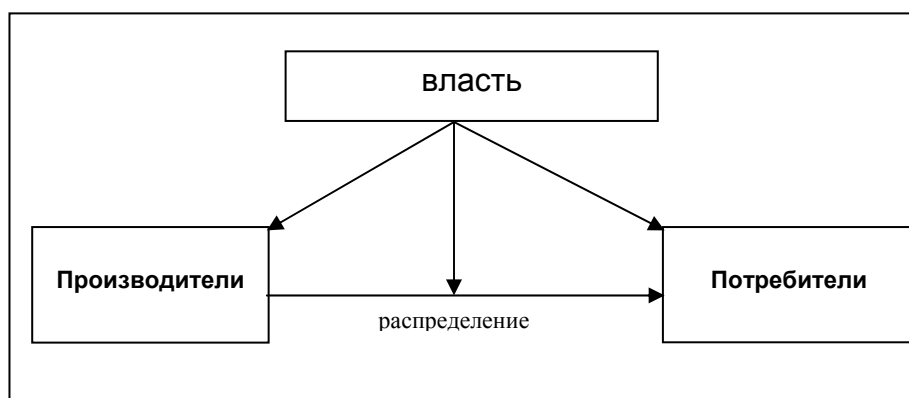 власть
Производители
Потребители
распределение